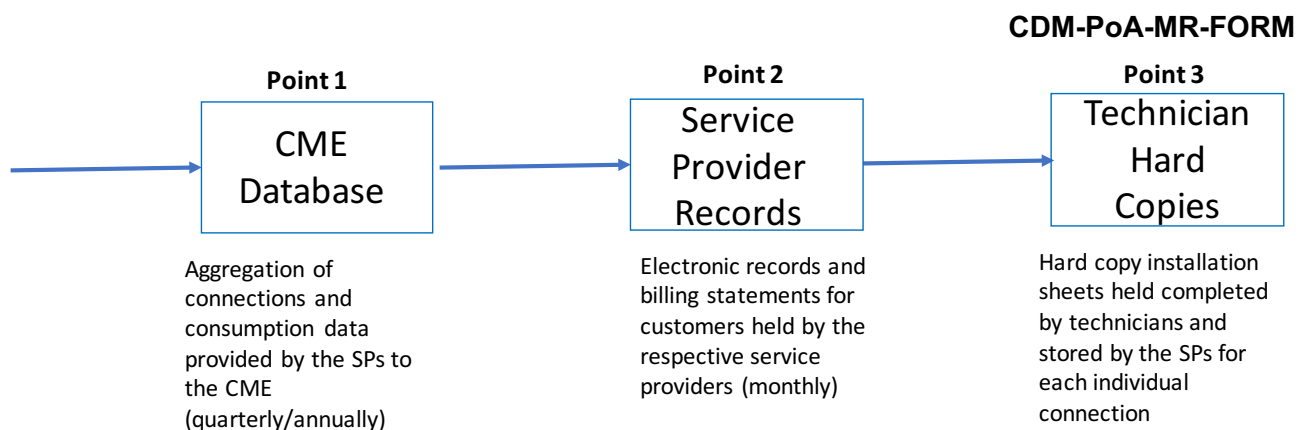 CDM-PoA-MR-FORM
Point 1
CME
Database
Aggregation of
connections and
consumption data
provided by the SPs to
the CME
(quarterly/annually)
Point 2
Service
Provider
Records
Electronic records and
billing statements for
customers held by the
respective service
providers (monthly)
Point 3
Technician
Hard
Copies
Hard copy installation
sheets held completed
by technicians and
stored by the SPs for
each individual
connection